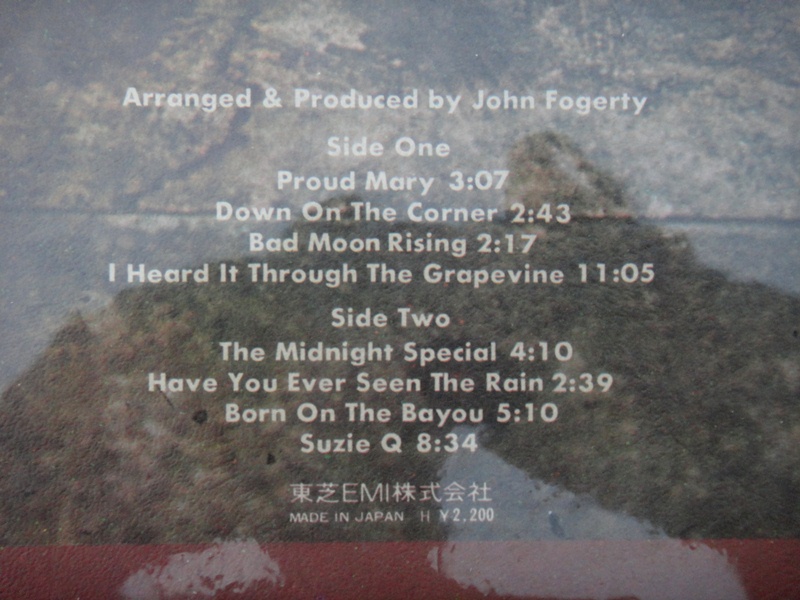 Arranged & Produced by John Fogerty
Side One
Proud Mary 3:07
Down On The Corner 2:43
Bad Moon Rising 2:17
I Heard It Through The Grapevine 11:05
Side Two
The Midnight Special 4:10
Have You Ever Seen The Rain 2:39
Born On The Bayou 5:10
Suzie Q 8:34
東芝EMI株式会社
MADE IN JAPAN H ¥2,200